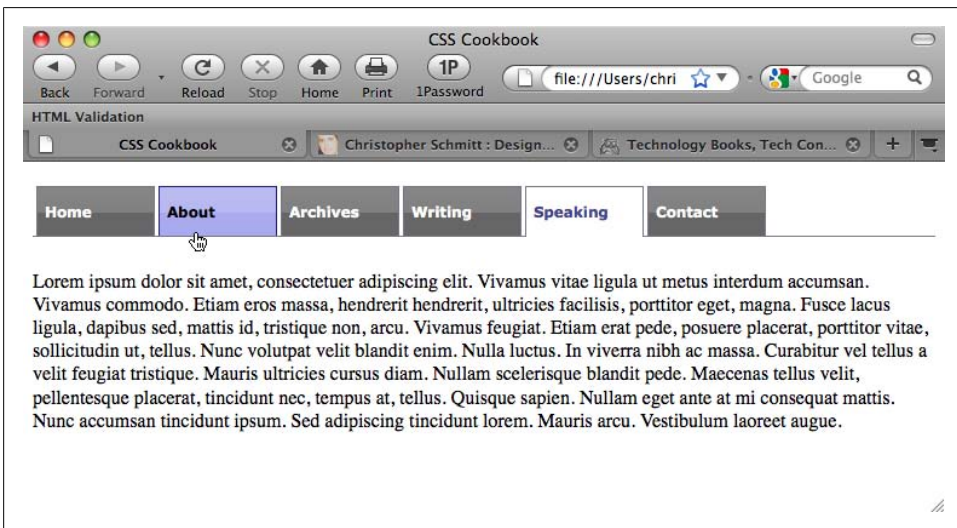 CSS Cookbook
1P
file:///Users/chri
Google
Back Forward Reload Stop Home Print 1Password
HTML Validation
CSS Cookbook Christopher Schmitt : Design... Technology Books, Tech Con... +
Home About Archives Writing Speaking Contact
Lorem ipsum dolor sit amet, consectetuer adipiscing elit. Vivamus vitae ligula ut metus interdum accumsan.
Vivamus commodo. Etiam eros massa, hendrerit hendrerit, ultricies facilisis, porttitor eget, magna. Fusce lacus
ligula, dapibus sed, mattis id, tristique non, arcu. Vivamus feugiat. Etiam erat pede, posuere placerat, porttitor vitae,
sollicitudin ut, tellus. Nunc volutpat velit blandit enim. Nulla luctus. In viverra nibh ac massa. Curabitur vel tellus a
velit feugiat tristique. Mauris ultricies cursus diam. Nullam scelerisque blandit pede. Maecenas tellus velit,
pellentesque placerat, tincidunt nec, tempus at, tellus. Quisque sapien. Nullam eget ante at mi consequat mattis.
Nunc accumsan tincidunt ipsum. Sed adipiscing tincidunt lorem. Mauris arcu. Vestibulum laoreet augue.